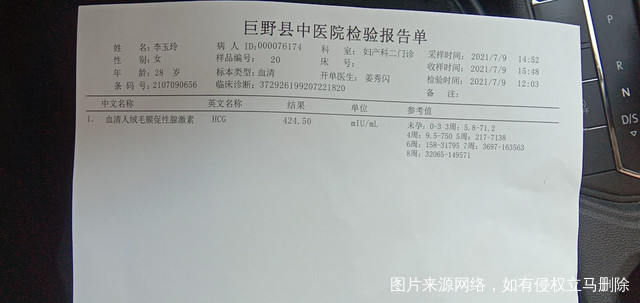 巨野县中医院检验报告单
姓 名：李玉玲 病 人 ID：000076174 科 室：妇产科二门诊 采样时间：2021/7/9 14:52
性 别：女 样品编号： 20 床 号： 收样时间：2021/7/9 15:48
年 龄：28 岁 标本类型：血清 开单医生：姜秀闪 检验时间：2021/7/9 12:03
条 码 号：2107090656 临床诊断：372926199207221820 备 注：
中文名称 英文名称 结果 单位 参考值
1. 血清人绒毛膜促性腺激素 HCG 424.50 mIU/mL 未孕：0-3 3周：5.8-71.2
4周：9.5-750 5周：217-7138
6周：158-31795 7周：3697-163563
8周：32065-149571
P
R
N
D/S
图片来源网络，如有侵权立马删除